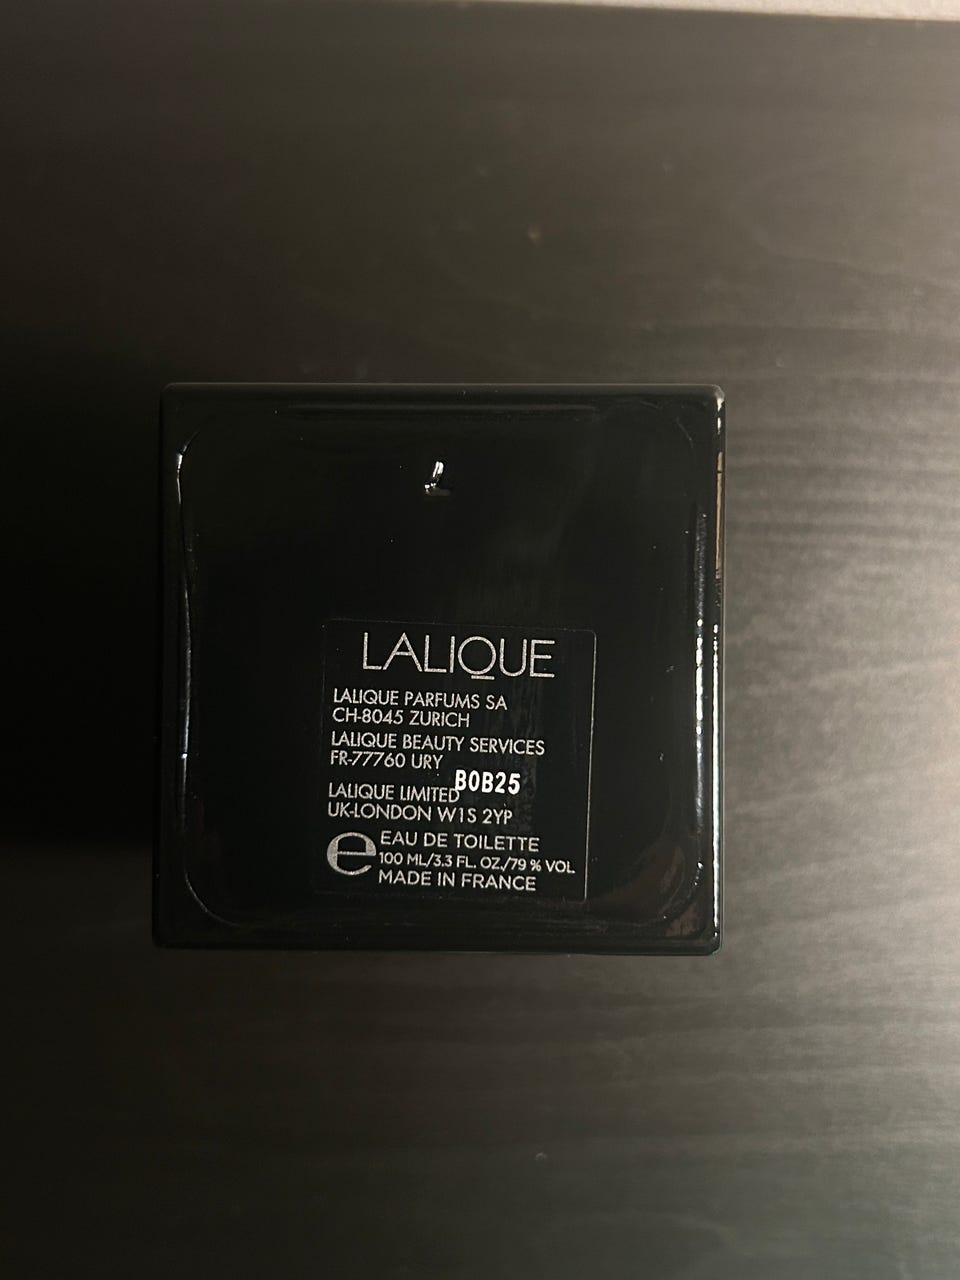 LALIQUE
LALIQUE PARFUMS SA
CH-8045 ZURICH
LALIQUE BEAUTY SERVICES
FR-77760 URY
B0B25
LALIQUE LIMITED
UK-LONDON W1S 2YP
e EAU DE TOILETTE
100 ML/3.3 FL. OZ./79 % VOL.
MADE IN FRANCE